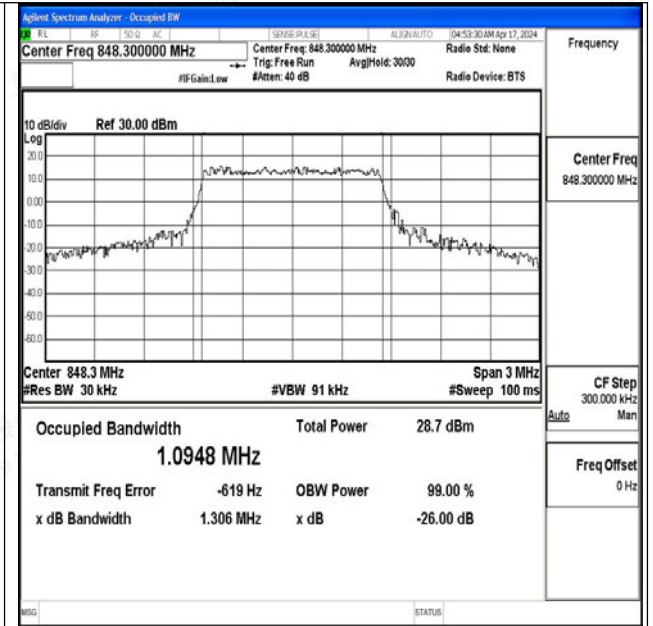 Agilent Spectrum Analyzer - Occupied BW
RL RF 50 Ω AC SENSE:PULSE ALIGN AUTO 04:53:30 AM Apr 17, 2024
Center Freq 848.300000 MHz
Center Freq: 848.300000 MHz
Radio Std: None
Trig: Free Run Avg|Hold: 30/30
#IFGain:Low #Atten: 40 dB Radio Device: BTS
10 dB/div Ref 30.00 dBm
Log
20.0
10.0
0.00
-10.0
-20.0
-30.0
-40.0
-50.0
-60.0
Center 848.3 MHz Span 3 MHz
#Res BW 30 kHz #VBW 91 kHz #Sweep 100 ms
Occupied Bandwidth Total Power 28.7 dBm
1.0948 MHz
Transmit Freq Error -619 Hz OBW Power 99.00 %
x dB Bandwidth 1.306 MHz x dB -26.00 dB
MSG STATUS
Frequency
Center Freq
848.300000 MHz
CF Step
300.000 kHz
Auto Man
Freq Offset
0 Hz